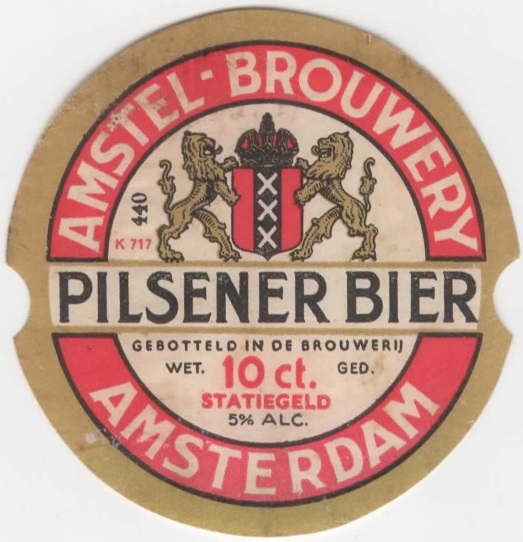 AMSTEL-BROUWERY
440
K 717
PILSENER BIER
GEBOTTELD IN DE BROUWERIJ
WET. 10 ct. GED.
STATIEGELD
5% ALC.
AMSTERDAM